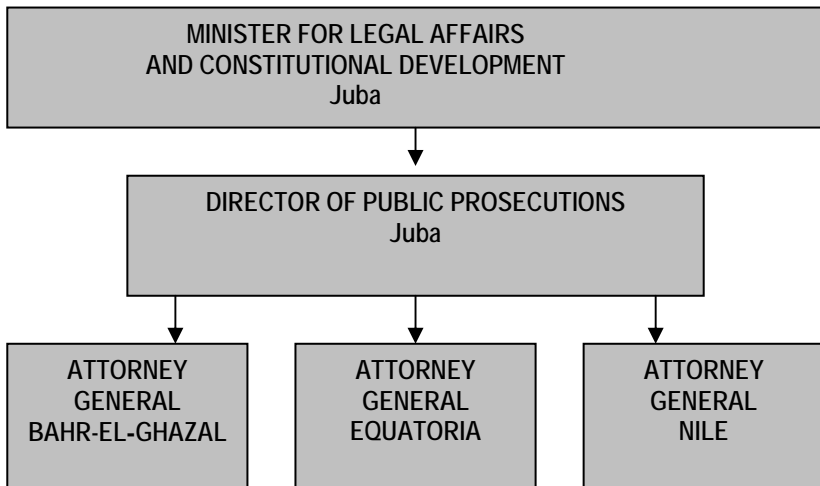 MINISTER FOR LEGAL AFFAIRS
AND CONSTITUTIONAL DEVELOPMENT
Juba
DIRECTOR OF PUBLIC PROSECUTIONS
Juba
ATTORNEY
GENERAL
BAHR-EL-GHAZAL
ATTORNEY
GENERAL
EQUATORIA
ATTORNEY
GENERAL
NILE